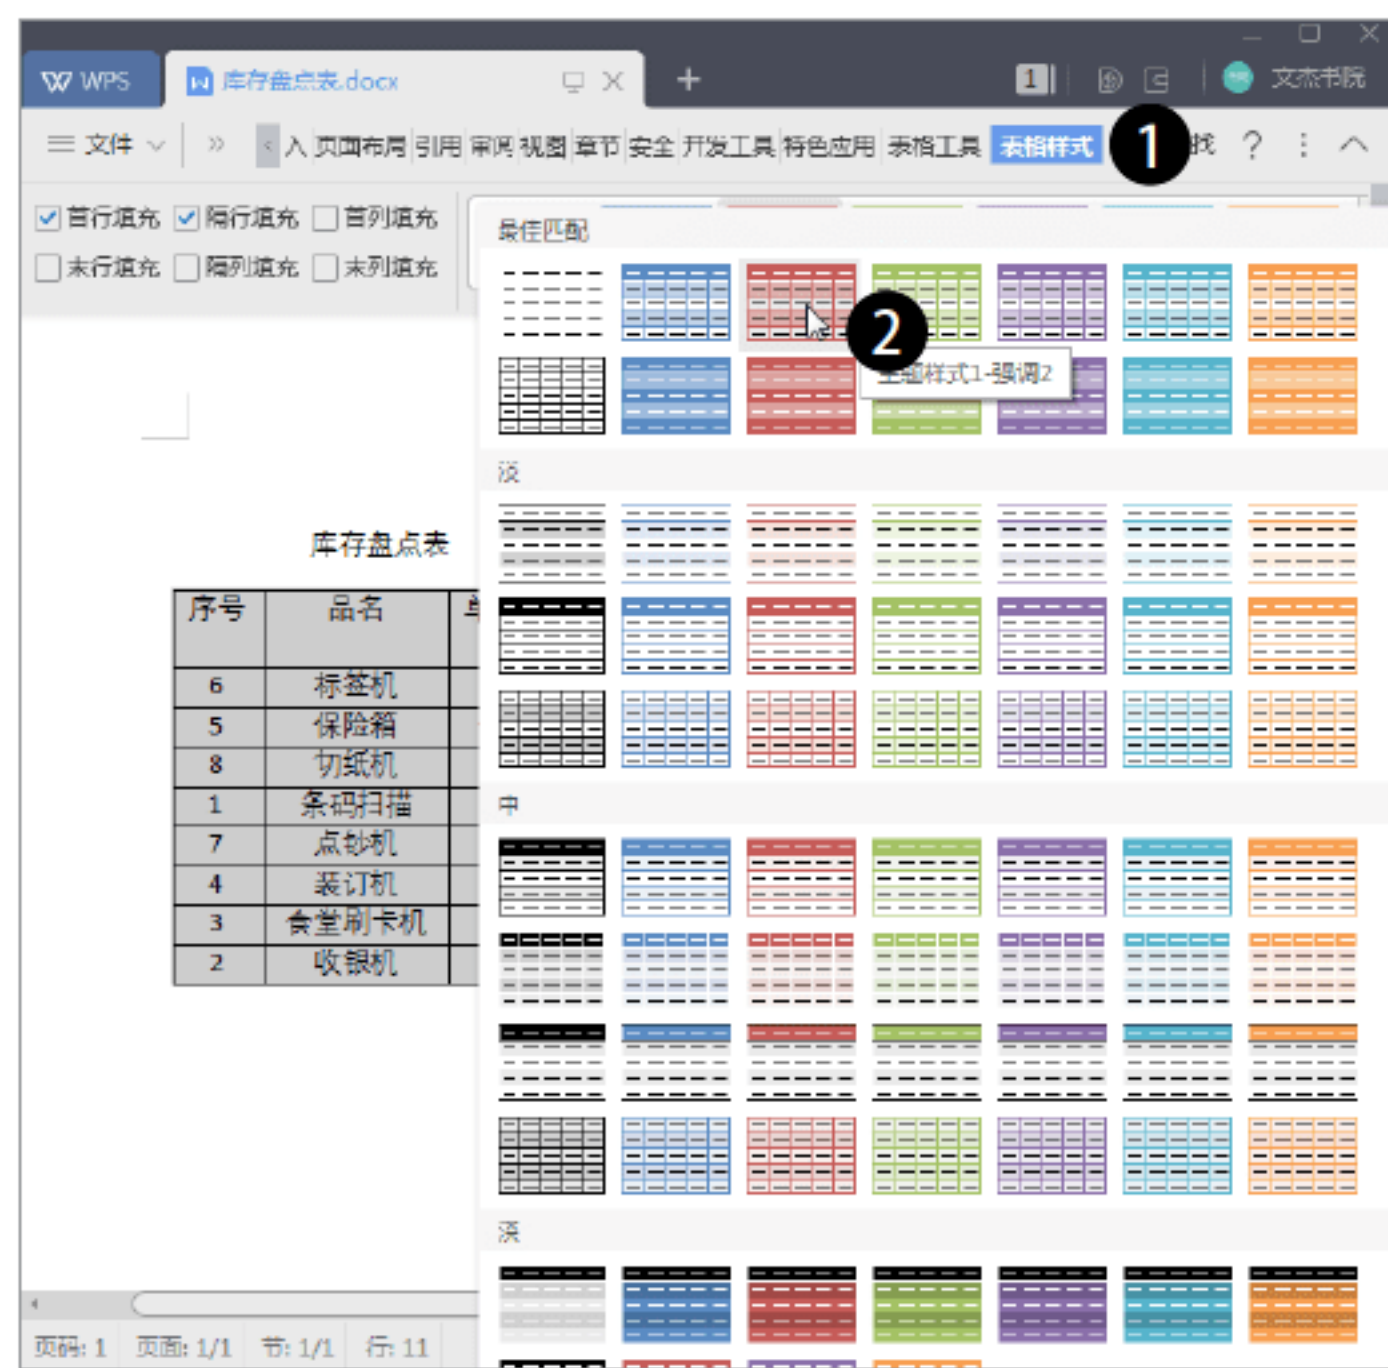 WPS 库存盘点表.docx 1 文杰书院
文件 入 页面布局 引用 审阅 视图 章节 安全 开发工具 特色应用 表格工具 表格样式 1 找 ?
首行填充 隔行填充 首列填充
末行填充 隔列填充 末列填充
最佳匹配
2
主题样式1-强调2
淡
库存盘点表
序号 品名
6 标签机
5 保险箱
8 切纸机
1 条码扫描
7 点钞机
4 装订机
3 食堂刷卡机
2 收银机
中
深
页码: 1 页面: 1/1 节: 1/1 行: 11